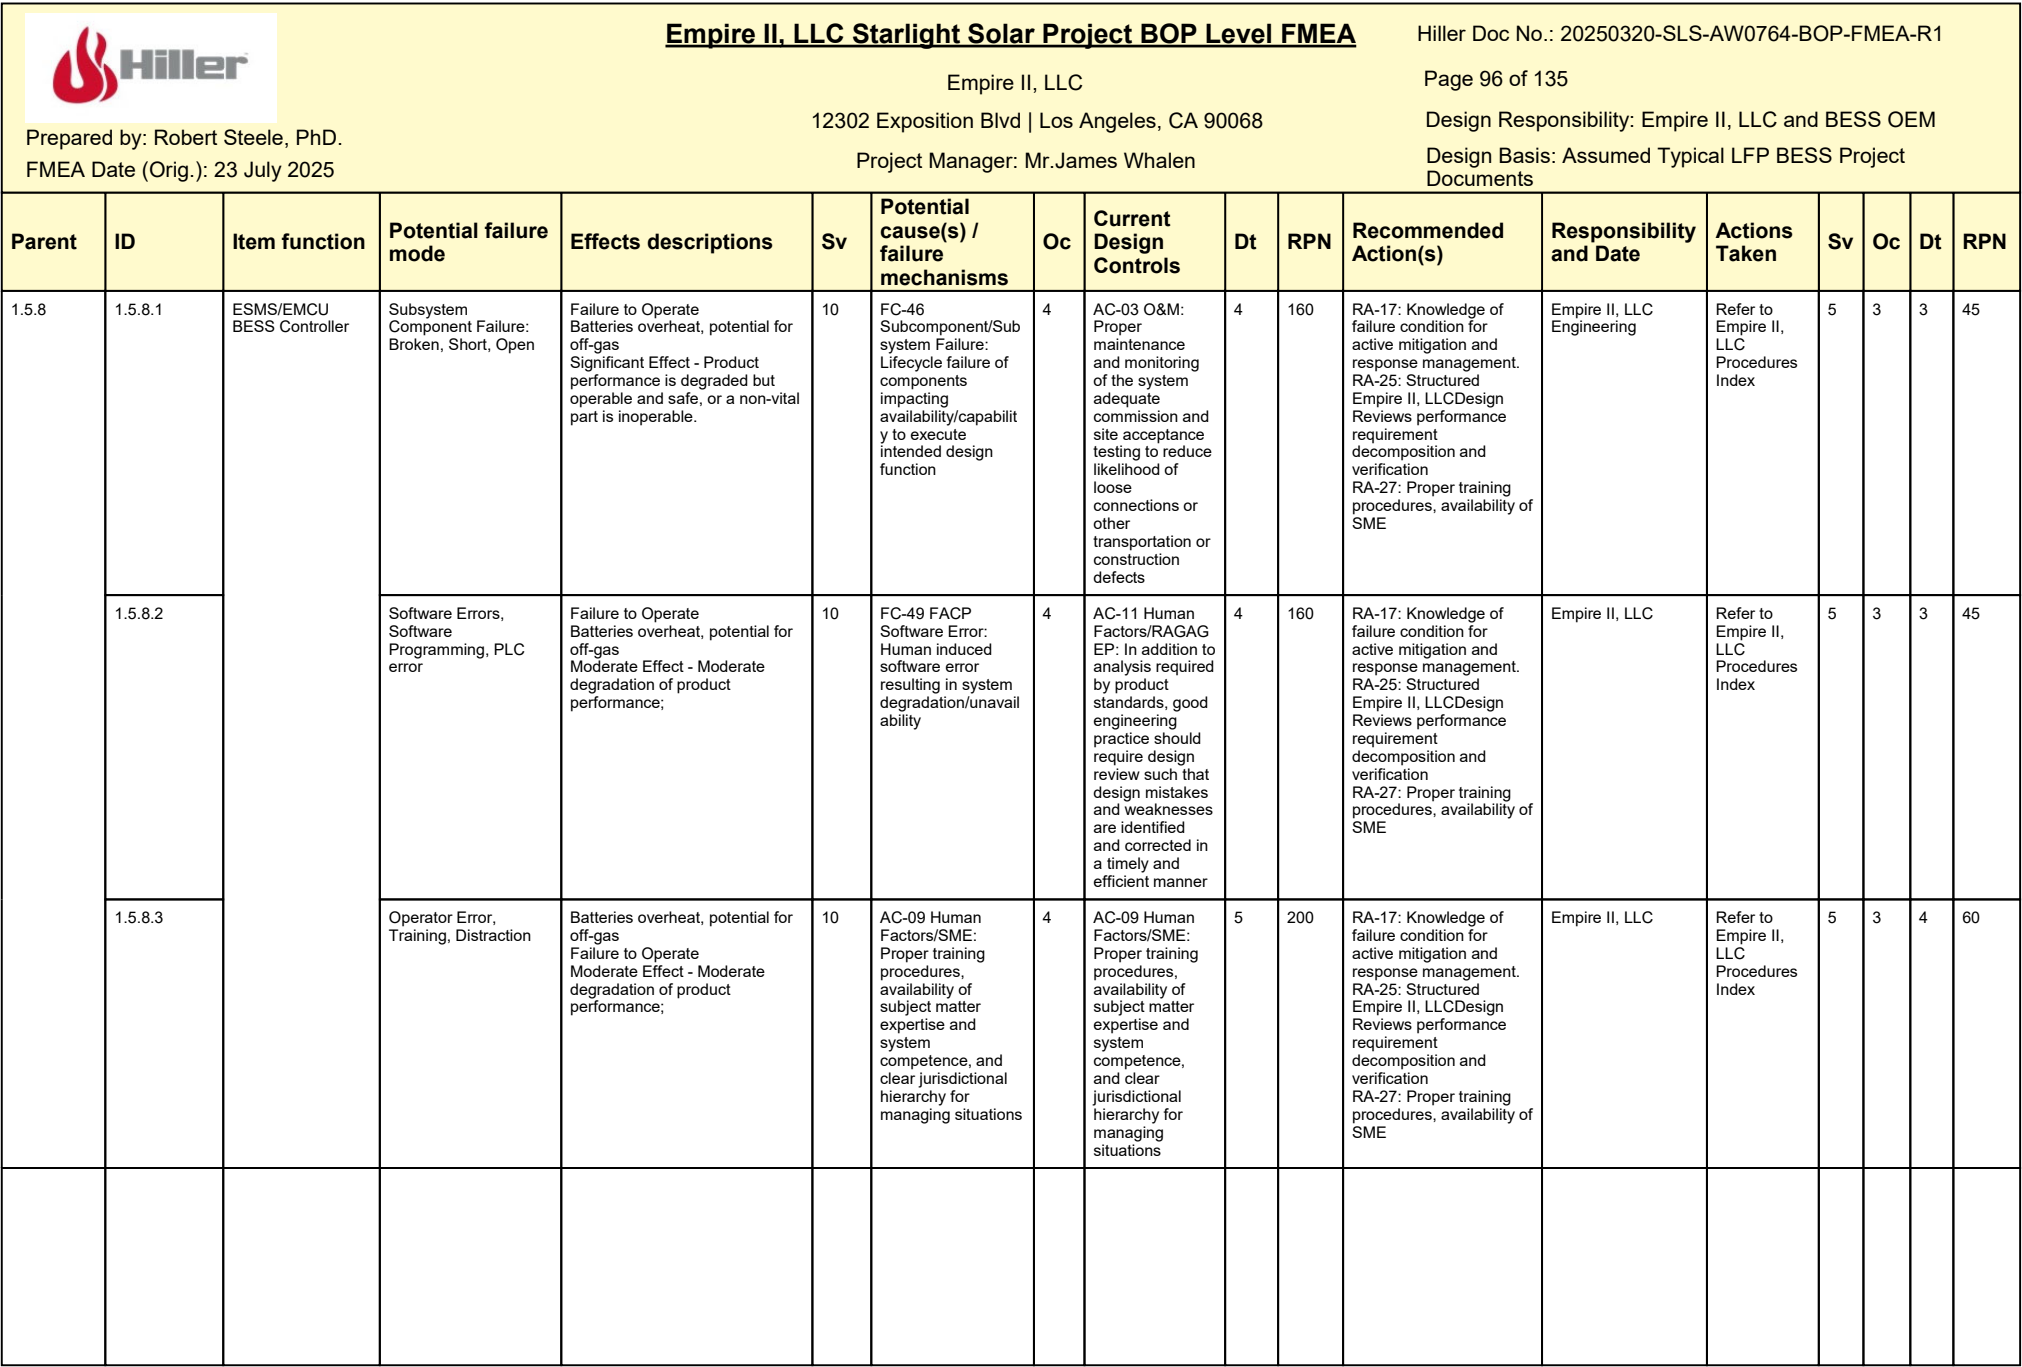 Hiller
Prepared by: Robert Steele, PhD.
FMEA Date (Orig.): 23 July 2025
Empire II, LLC Starlight Solar Project BOP Level FMEA
Empire II, LLC
12302 Exposition Blvd | Los Angeles, CA 90068
Project Manager: Mr.James Whalen
Hiller Doc No.: 20250320-SLS-AW0764-BOP-FMEA-R1
Page 96 of 135
Design Responsibility: Empire II, LLC and BESS OEM
Design Basis: Assumed Typical LFP BESS Project
Documents
Parent
ID
Item function
Potential failure
mode
Effects descriptions
Sv
Potential
cause(s) /
failure
mechanisms
Oc
Current
Design
Controls
Dt
RPN
Recommended
Action(s)
Responsibility
and Date
Actions
Taken
Sv
Oc
Dt
RPN
1.5.8
1.5.8.1
ESMS/EMCU
BESS Controller
Subsystem
Component Failure:
Broken, Short, Open
Failure to Operate
Batteries overheat, potential for
off-gas
Significant Effect - Product
performance is degraded but
operable and safe, or a non-vital
part is inoperable.
10
FC-46
Subcomponent/Sub
system Failure:
Lifecycle failure of
components
impacting
availability/capabilit
y to execute
intended design
function
4
AC-03 O&M:
Proper
maintenance
and monitoring
of the system
adequate
commission and
site acceptance
testing to reduce
likelihood of
loose
connections or
other
transportation or
construction
defects
4
160
RA-17: Knowledge of
failure condition for
active mitigation and
response management.
RA-25: Structured
Empire II, LLCDesign
Reviews performance
requirement
decomposition and
verification
RA-27: Proper training
procedures, availability of
SME
Empire II, LLC
Engineering
Refer to
Empire II,
LLC
Procedures
Index
5
3
3
45
1.5.8.2
Software Errors,
Software
Programming, PLC
error
Failure to Operate
Batteries overheat, potential for
off-gas
Moderate Effect - Moderate
degradation of product
performance;
10
FC-49 FACP
Software Error:
Human induced
software error
resulting in system
degradation/unavail
ability
4
AC-11 Human
Factors/RAGAG
EP: In addition to
analysis required
by product
standards, good
engineering
practice should
require design
review such that
design mistakes
and weaknesses
are identified
and corrected in
a timely and
efficient manner
4
160
RA-17: Knowledge of
failure condition for
active mitigation and
response management.
RA-25: Structured
Empire II, LLCDesign
Reviews performance
requirement
decomposition and
verification
RA-27: Proper training
procedures, availability of
SME
Empire II, LLC
Refer to
Empire II,
LLC
Procedures
Index
5
3
3
45
1.5.8.3
Operator Error,
Training, Distraction
Batteries overheat, potential for
off-gas
Failure to Operate
Moderate Effect - Moderate
degradation of product
performance;
10
AC-09 Human
Factors/SME:
Proper training
procedures,
availability of
subject matter
expertise and
system
competence, and
clear jurisdictional
hierarchy for
managing situations
4
AC-09 Human
Factors/SME:
Proper training
procedures,
availability of
subject matter
expertise and
system
competence,
and clear
jurisdictional
hierarchy for
managing
situations
5
200
RA-17: Knowledge of
failure condition for
active mitigation and
response management.
RA-25: Structured
Empire II, LLCDesign
Reviews performance
requirement
decomposition and
verification
RA-27: Proper training
procedures, availability of
SME
Empire II, LLC
Refer to
Empire II,
LLC
Procedures
Index
5
3
4
60